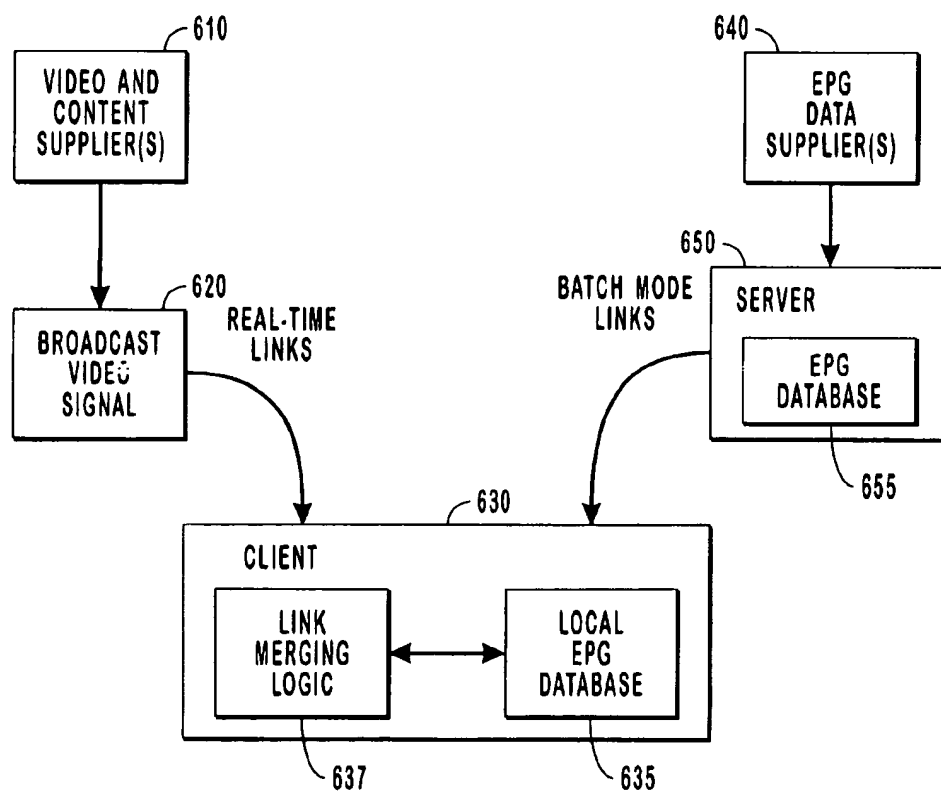 610
VIDEO AND
CONTENT
SUPPLIER(S)
640
EPG
DATA
SUPPLIER(S)
620
BROADCAST
VIDEO
SIGNAL
REAL-TIME
LINKS
BATCH MODE
LINKS
650
SERVER
EPG
DATABASE
655
630
CLIENT
LINK
MERGING
LOGIC
LOCAL
EPG
DATABASE
637
635